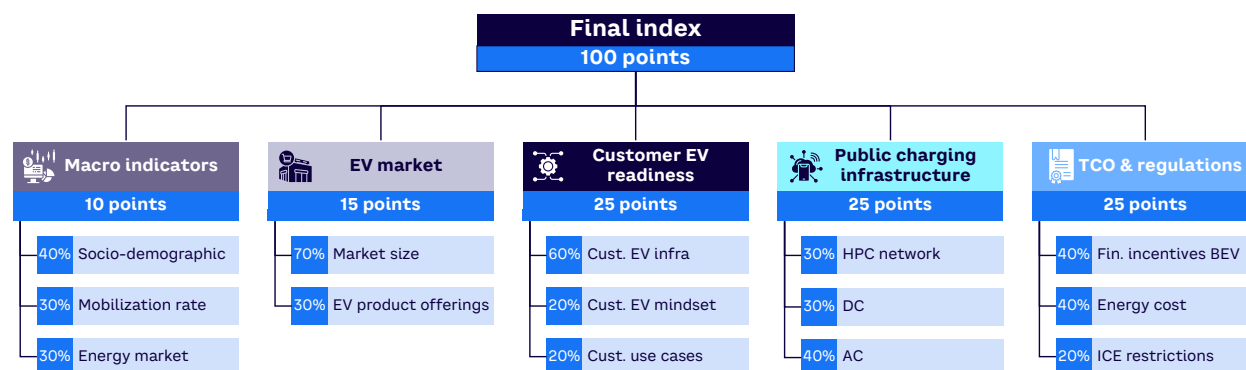 Final index
100 points
Macro indicators
10 points
40% Socio-demographic
30% Mobilization rate
30% Energy market
EV market
15 points
70% Market size
30% EV product offerings
Customer EV
readiness
25 points
60% Cust. EV infra
20% Cust. EV mindset
20% Cust. use cases
Public charging
infrastructure
25 points
30% HPC network
30% DC
40% AC
TCO & regulations
25 points
40% Fin. incentives BEV
40% Energy cost
20% ICE restrictions